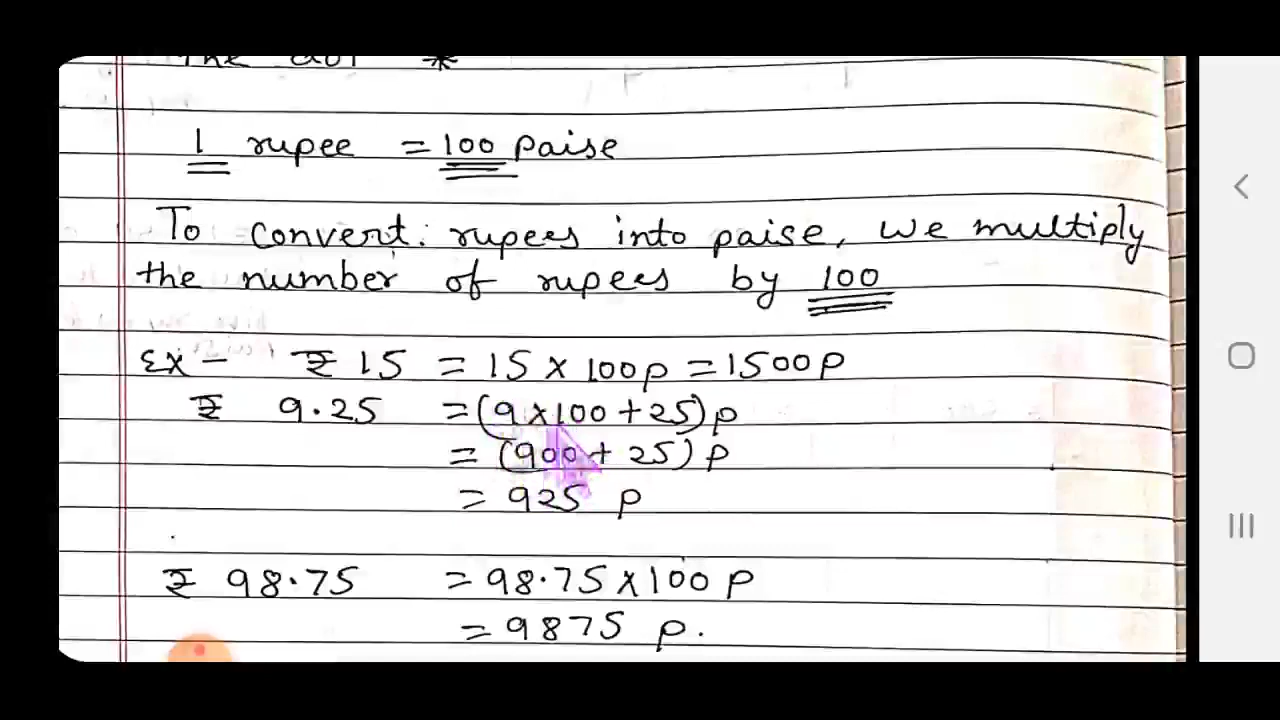 1 rupee = 100 paise
To convert. rupees into paise, we multiply
the number of rupees by 100
Ex - ₹ 15 = 15 x 100p = 1500p
₹ 9.25 = (9 x 100 + 25) p
= (900 + 25) p
= 925 p
₹ 98.75 = 98.75 x 100 p
= 9875 p.